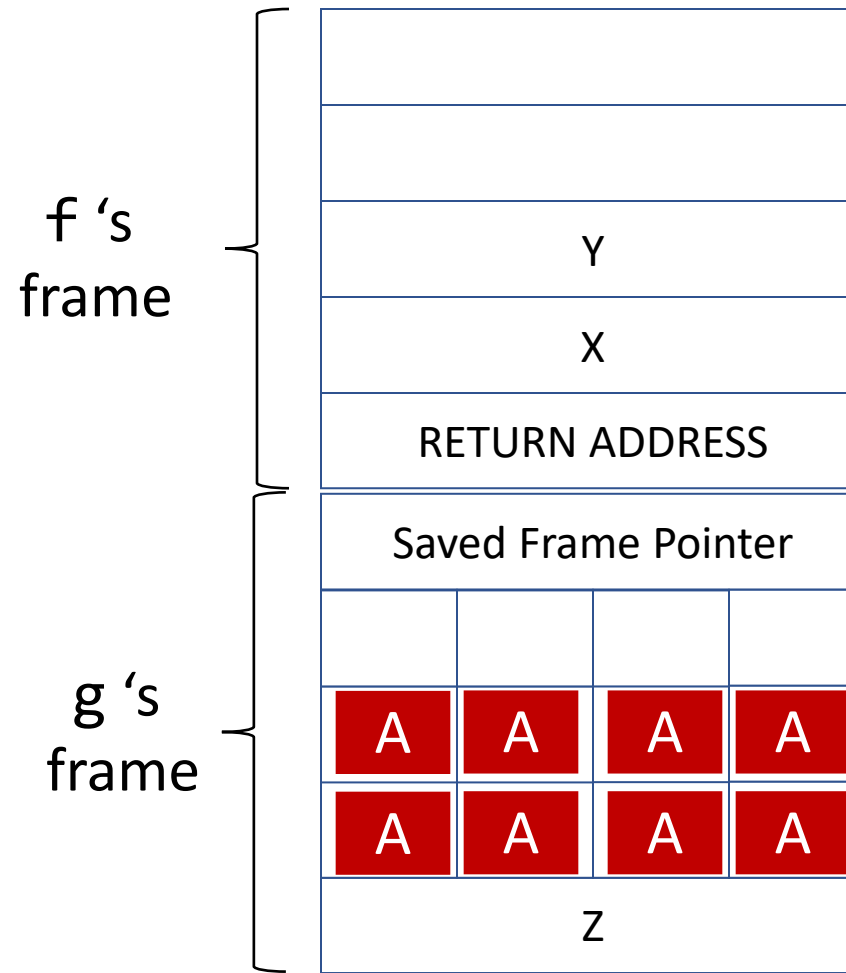 f ‘s
frame
Y
X
RETURN ADDRESS
Saved Frame Pointer
g ‘s
frame
A A A A
A A A A
Z